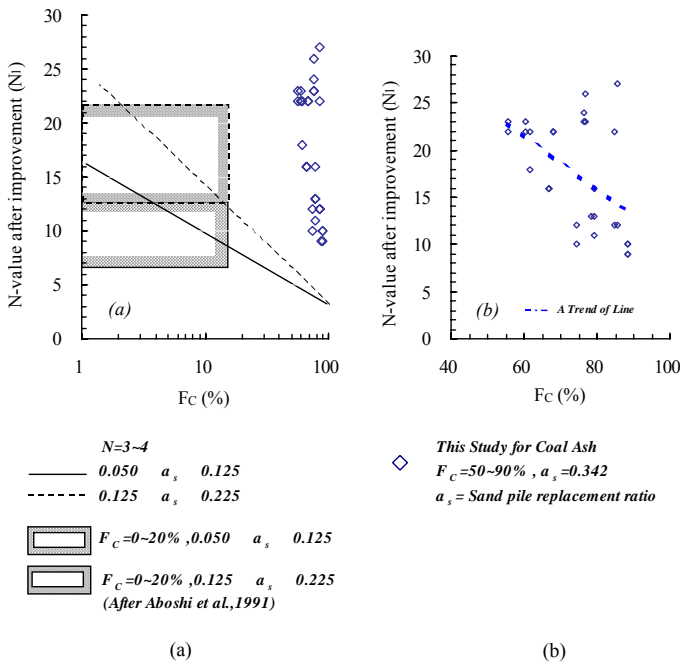 N-value after improvement (N1)
30
25
20
15
10
5
0
(a)
1
10
100
FC (%)
N-value after improvement (N1)
30
25
20
15
10
5
0
(b)
A Trend of Line
40
60
80
100
FC (%)
N=3~4
0.050 as 0.125
0.125 as 0.225
FC=0~20% ,0.050 as 0.125
FC=0~20% ,0.125 as 0.225
(After Aboshi et al.,1991)
This Study for Coal Ash
FC=50~90% , as=0.342
as = Sand pile replacement ratio
(a)
(b)